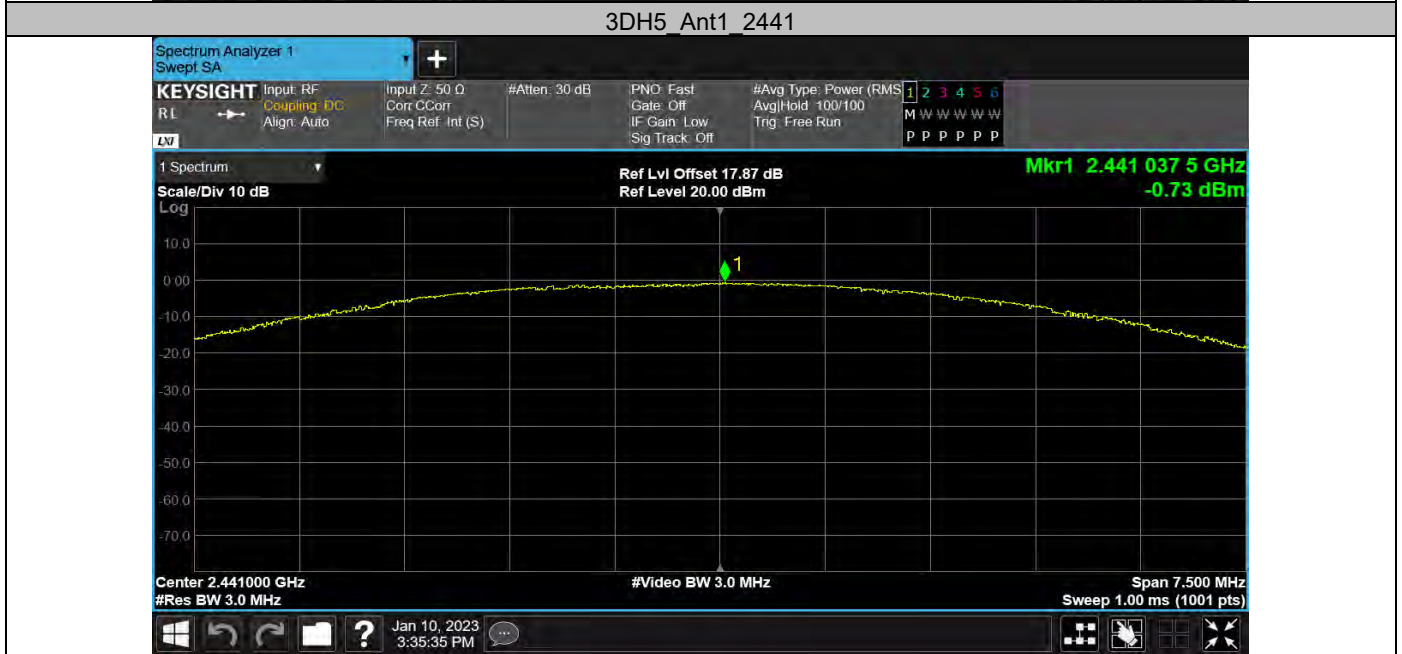 3DH5_Ant1_2441
Spectrum Analyzer 1
Swept SA
+
KEYSIGHT
RL
LXI
Input: RF
Coupling: DC
Align: Auto
Input Z: 50 Ω
Corr CCorr
Freq Ref: Int (S)
#Atten: 30 dB
PNO: Fast
Gate: Off
IF Gain: Low
Sig Track: Off
#Avg Type: Power (RMS
Avg|Hold: 100/100
Trig: Free Run
1 2 3 4 5 6
M W W W W W
P P P P P P
1 Spectrum
Scale/Div 10 dB
Log
Ref Lvl Offset 17.87 dB
Ref Level 20.00 dBm
Mkr1 2.441 037 5 GHz
-0.73 dBm
10.0
0.00
-10.0
-20.0
-30.0
-40.0
-50.0
-60.0
-70.0
1
Center 2.441000 GHz
#Res BW 3.0 MHz
#Video BW 3.0 MHz
Span 7.500 MHz
Sweep 1.00 ms (1001 pts)
?
Jan 10, 2023
3:35:35 PM